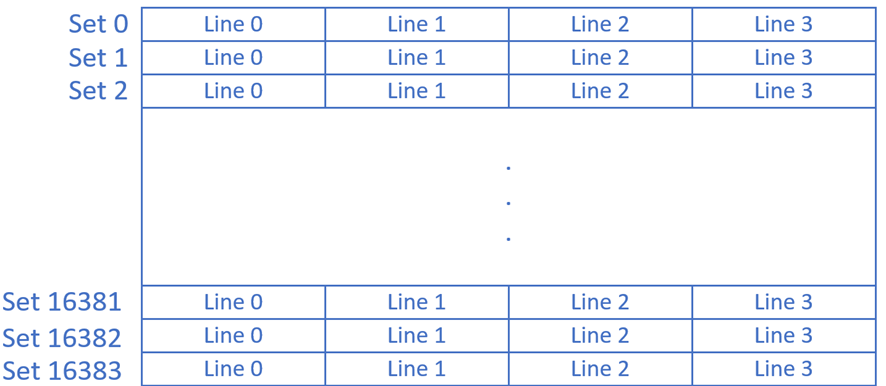 Set 0 Line 0 Line 1 Line 2 Line 3
Set 1 Line 0 Line 1 Line 2 Line 3
Set 2 Line 0 Line 1 Line 2 Line 3
.
.
.
Set 16381 Line 0 Line 1 Line 2 Line 3
Set 16382 Line 0 Line 1 Line 2 Line 3
Set 16383 Line 0 Line 1 Line 2 Line 3